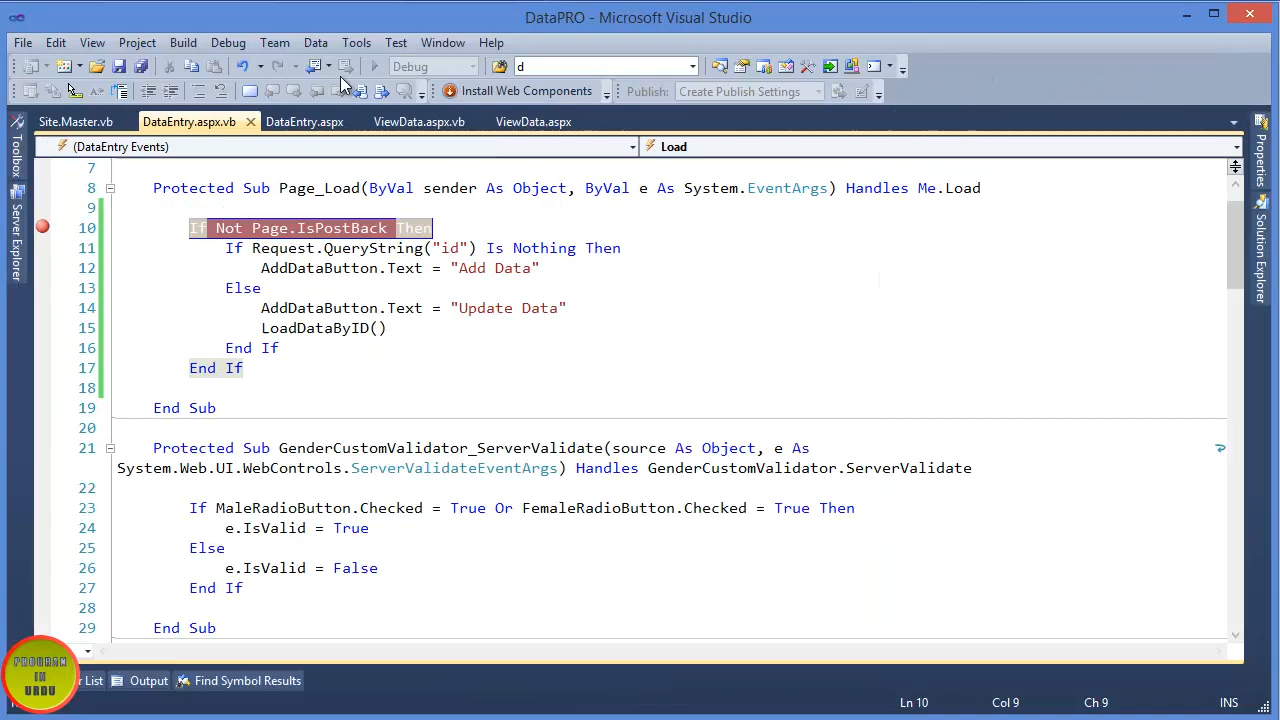 DataPRO - Microsoft Visual Studio
File Edit View Project Build Debug Team Data Tools Test Window Help
Debug d
Install Web Components Publish: Create Publish Settings
Site.Master.vb DataEntry.aspx.vb DataEntry.aspx ViewData.aspx.vb ViewData.aspx
(DataEntry Events) Load
7
8 Protected Sub Page_Load(ByVal sender As Object, ByVal e As System.EventArgs) Handles Me.Load
9
10 If Not Page.IsPostBack Then
11 If Request.QueryString("id") Is Nothing Then
12 AddDataButton.Text = "Add Data"
13 Else
14 AddDataButton.Text = "Update Data"
15 LoadDataByID()
16 End If
17 End If
18
19 End Sub
20
21 Protected Sub GenderCustomValidator_ServerValidate(source As Object, e As
System.Web.UI.WebControls.ServerValidateEventArgs) Handles GenderCustomValidator.ServerValidate
22
23 If MaleRadioButton.Checked = True Or FemaleRadioButton.Checked = True Then
24 e.IsValid = True
25 Else
26 e.IsValid = False
27 End If
28
29 End Sub
Toolbox
Server Explorer
Properties
Solution Explorer
PROGRAM
IN
URDU
r List Output Find Symbol Results
Ln 10 Col 9 Ch 9 INS